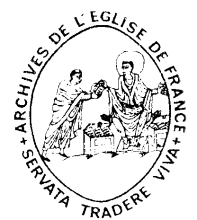 ARCHIVES DE L'EGLISE DE FRANCE
SERVATA TRADERE VIVA